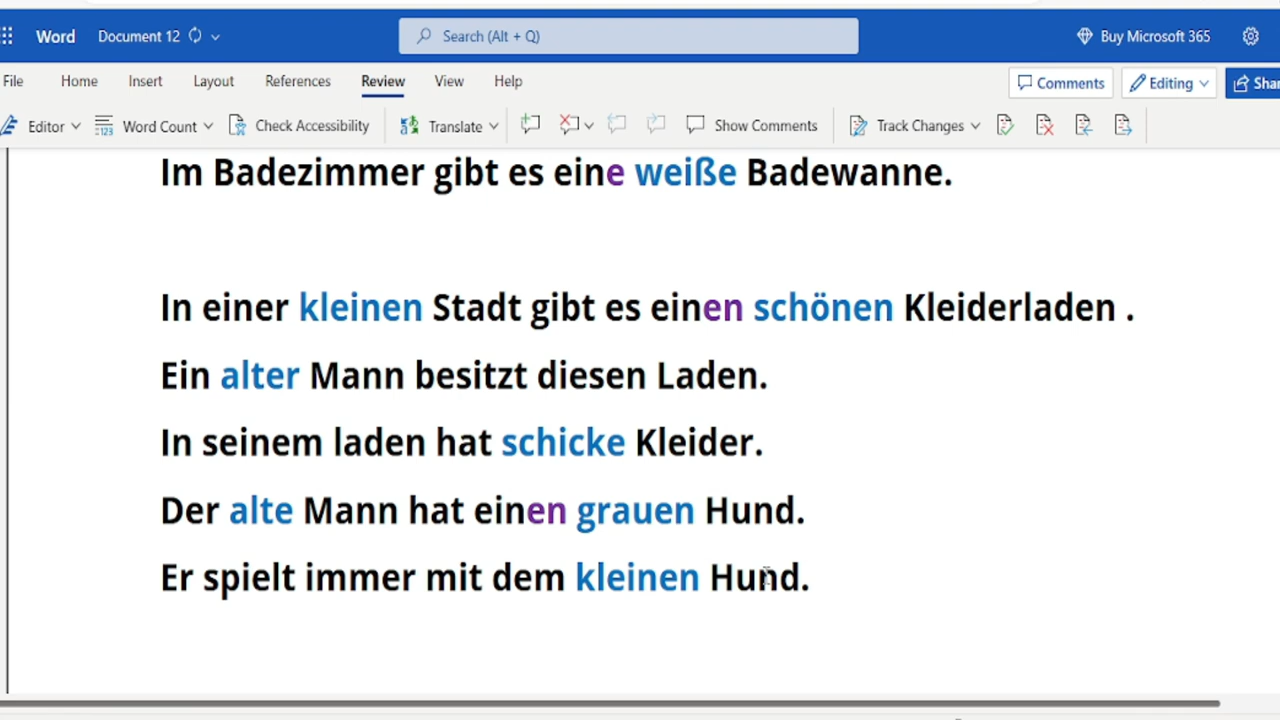 Word Document 12 Search (Alt + Q) Buy Microsoft 365
File Home Insert Layout References Review View Help Comments Editing Shar
Editor Word Count Check Accessibility Translate Show Comments Track Changes
Im Badezimmer gibt es eine weiße Badewanne.
In einer kleinen Stadt gibt es einen schönen Kleiderladen .
Ein alter Mann besitzt diesen Laden.
In seinem laden hat schicke Kleider.
Der alte Mann hat einen grauen Hund.
Er spielt immer mit dem kleinen Hund.